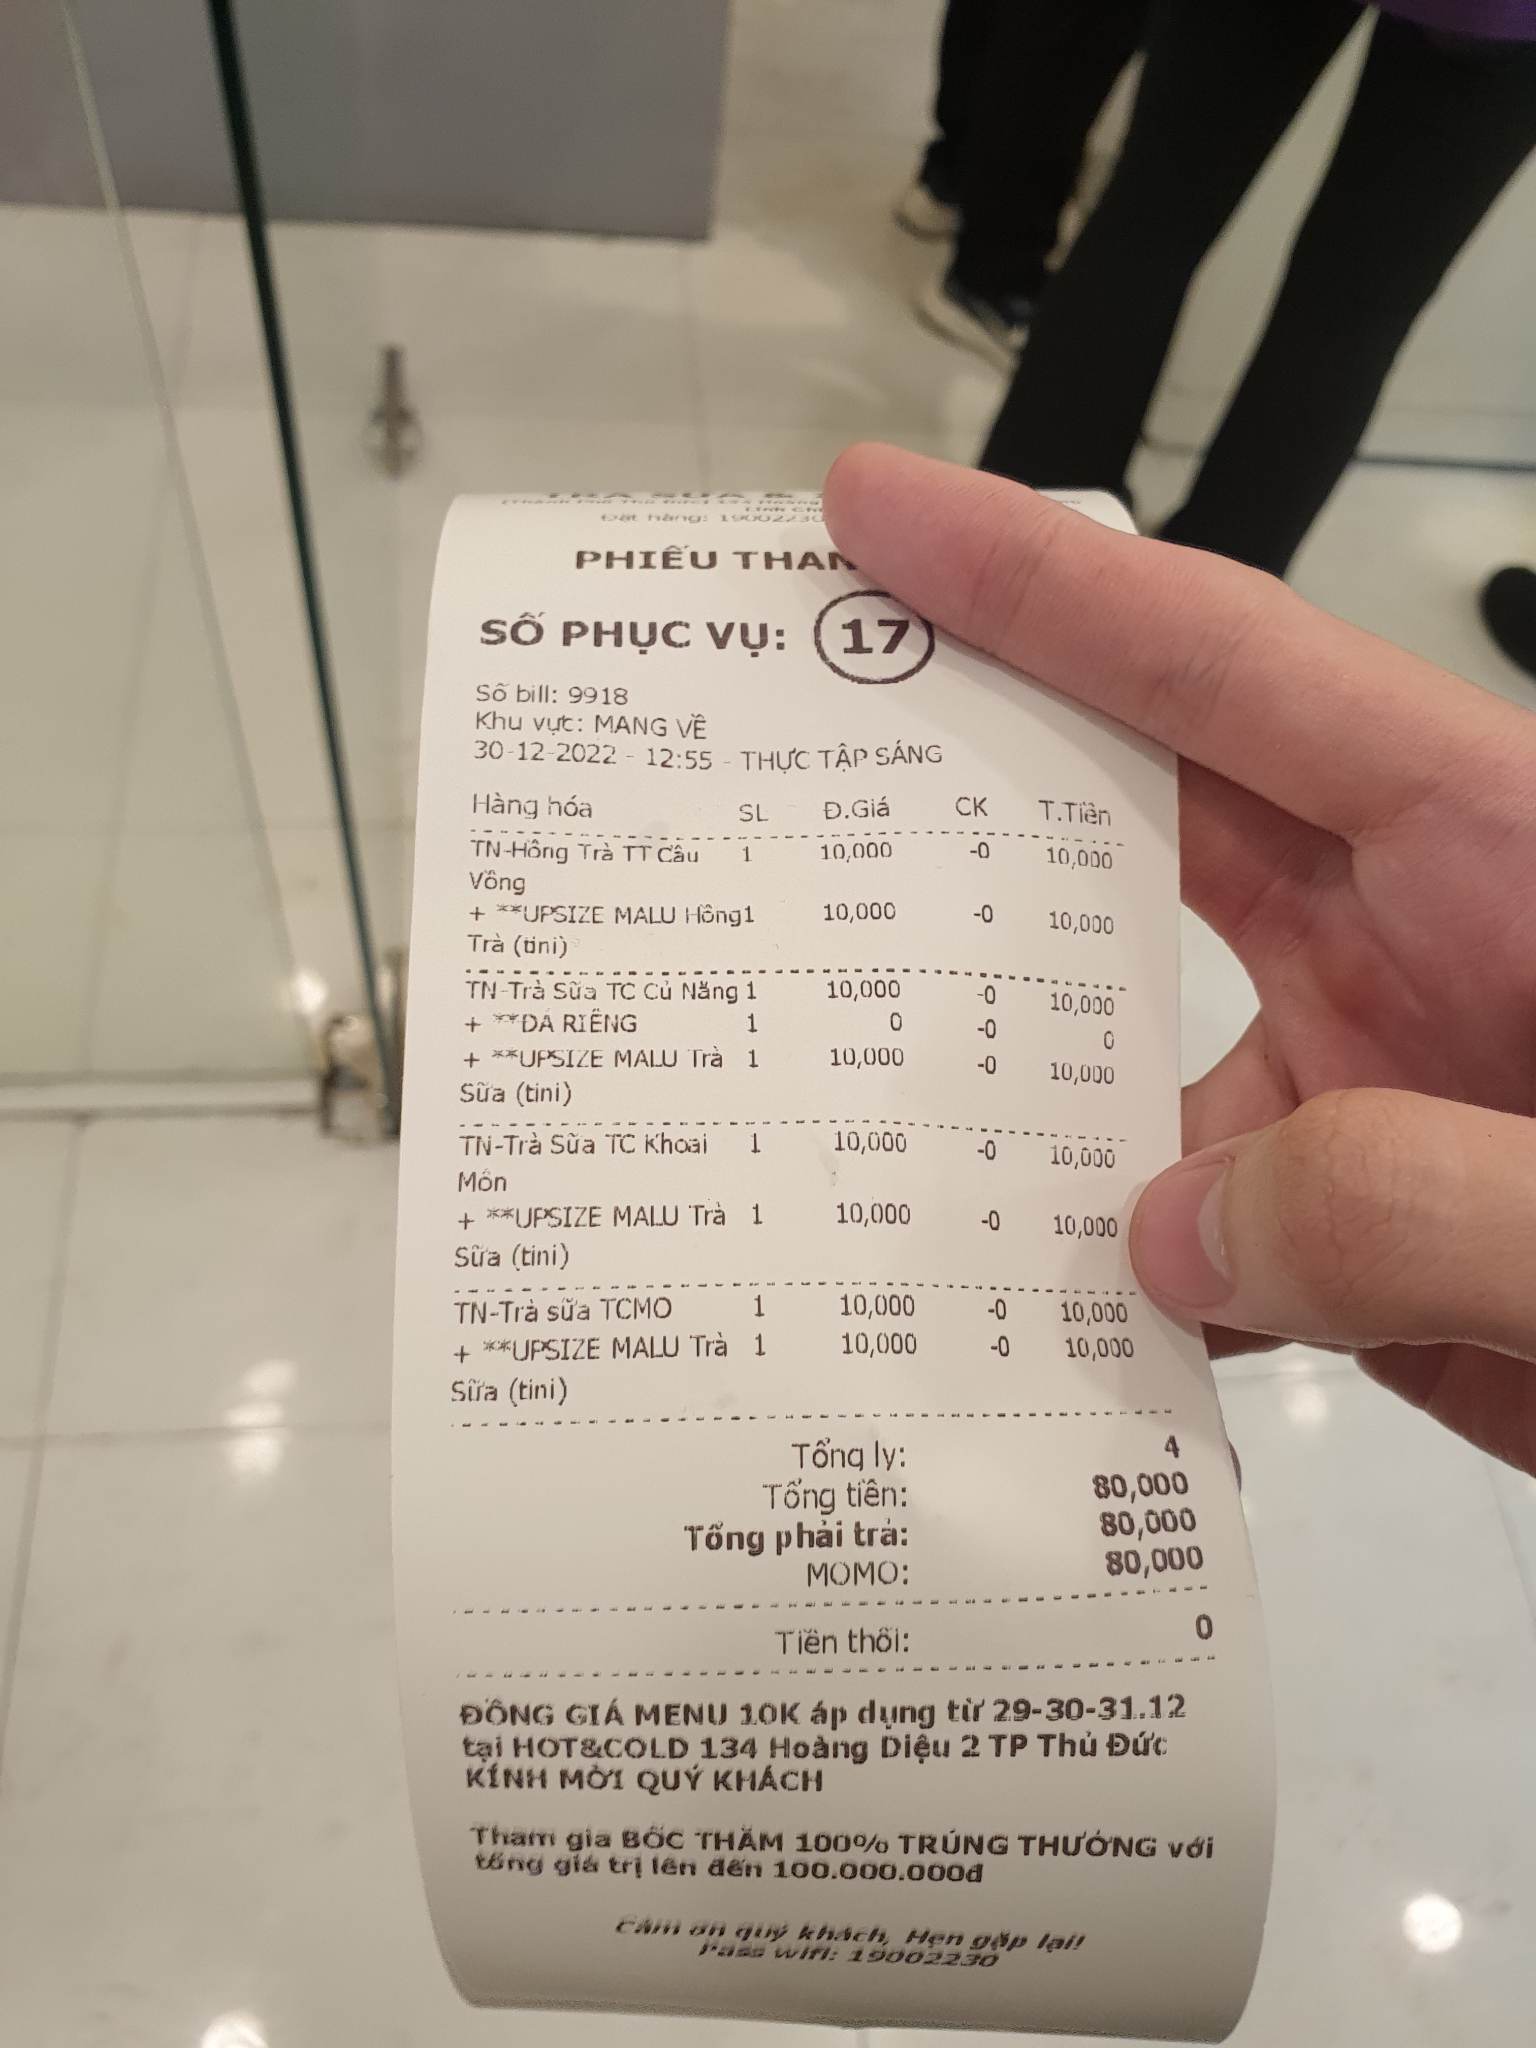 TRÀ SỮA &
Đặt hàng: 19002230
PHIẾU THAN
SỐ PHỤC VỤ: 17
Số bill: 9918
Khu vực: MANG VỀ
30-12-2022 - 12:55 - THỰC TẬP SÁNG
Hàng hóa SL Đ.Giá CK T.Tiền
TN-Hồng Trà TT Cầu 1 10,000 -0 10,000
Vồng
+ **UPSIZE MALU Hồng1 10,000 -0 10,000
Trà (tini)
TN-Trà Sữa TC Củ Năng 1 10,000 -0 10,000
+ **ĐÁ RIÊNG 1 0 -0 0
+ **UPSIZE MALU Trà 1 10,000 -0 10,000
Sữa (tini)
TN-Trà Sữa TC Khoai 1 10,000 -0 10,000
Môn
+ **UPSIZE MALU Trà 1 10,000 -0 10,000
Sữa (tini)
TN-Trà sữa TCMO 1 10,000 -0 10,000
+ **UPSIZE MALU Trà 1 10,000 -0 10,000
Sữa (tini)
Tổng ly: 4
Tổng tiền: 80,000
Tổng phải trả: 80,000
MOMO: 80,000
Tiền thối: 0
ĐỒNG GIÁ MENU 10K áp dụng từ 29-30-31.12
tại HOT&COLD 134 Hoàng Diệu 2 TP Thủ Đức
KÍNH MỜI QUÝ KHÁCH
Tham gia BỐC THĂM 100% TRÚNG THƯỞNG với
tổng giá trị lên đến 100.000.000đ
Cảm ơn quý khách, Hẹn gặp lại!
Pass wifi: 19002230